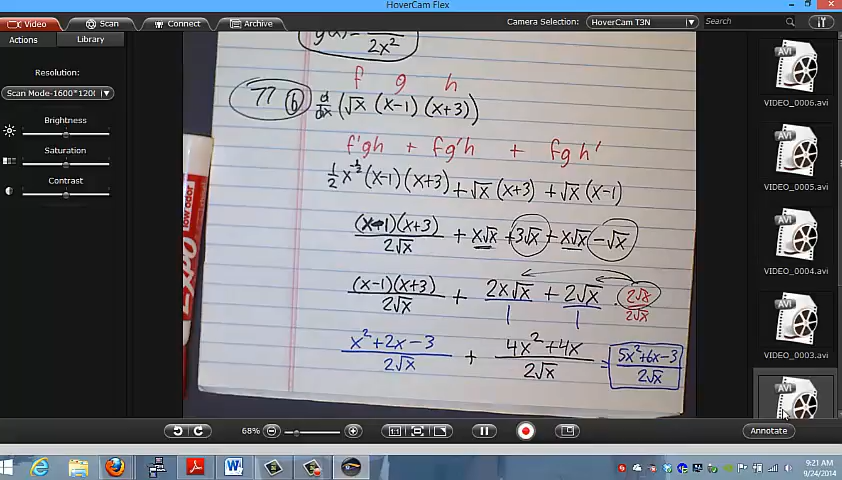 HoverCam Flex
Video Scan Connect Archive Camera Selection: HoverCam T3N Search
Actions Library
Resolution:
Scan Mode-1600*1200
Brightness
Saturation
Contrast
2x²
f g h
77 b d/dx (√x (x-1) (x+3))
f'gh + fg'h + fgh'
1/2 x^-1/2 (x-1)(x+3) + √x (x+3) + √x (x-1)
(x-1)(x+3)/2√x + x√x + 3√x + x√x - √x
(x-1)(x+3)/2√x + 2x√x/1 + 2√x/1 2√x/2√x
x²+2x-3/2√x + 4x²+4x/2√x = 5x²+6x-3/2√x
low odor
EXPO
VIDEO_0006.avi
VIDEO_0005.avi
VIDEO_0004.avi
VIDEO_0003.avi
AVI
68%
Annotate
9:21 AM
9/24/2014